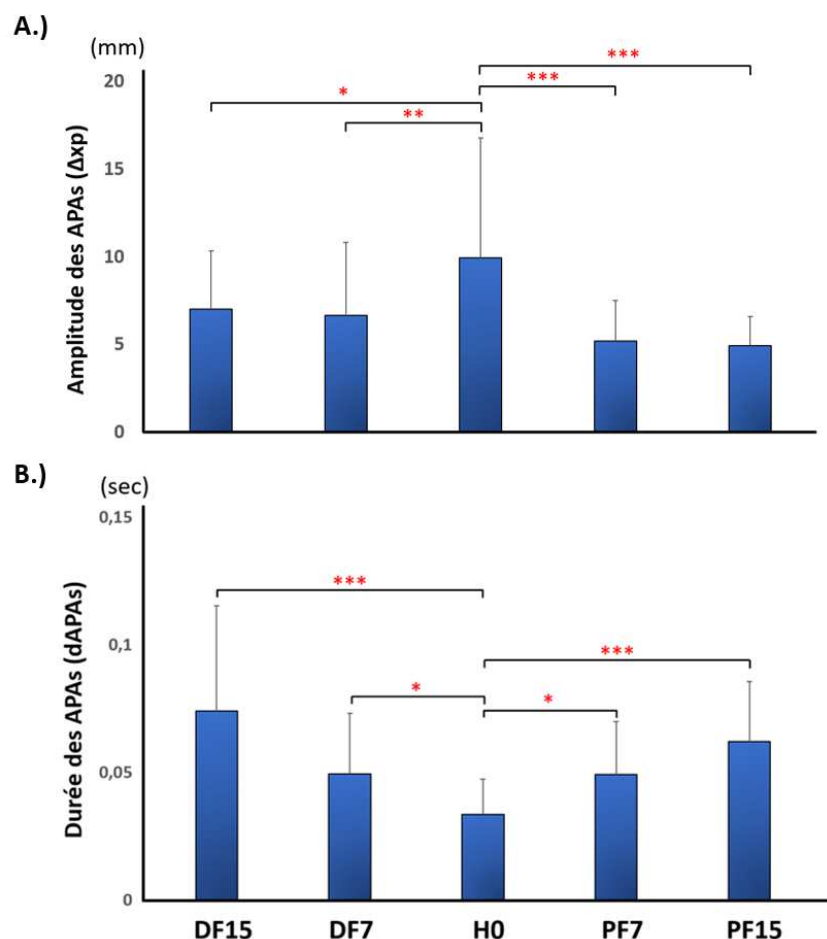 A.)
(mm)
Amplitude des APAs (Δxp)
20
15
10
5
0
*
**
***
***
B.)
(sec)
Durée des APAs (dAPAs)
0,15
0,1
0,05
0
***
*
*
***
DF15 DF7 H0 PF7 PF15